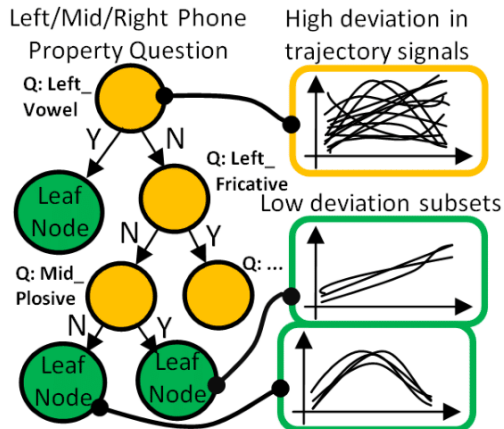 Left/Mid/Right Phone
Property Question
High deviation in
trajectory signals
Q: Left_
Vowel
Y
N
Q: Left_
Fricative
Leaf
Node
Low deviation subsets
N
Y
Q: Mid_
Plosive
Q: ...
N
Y
Leaf
Node
Leaf
Node